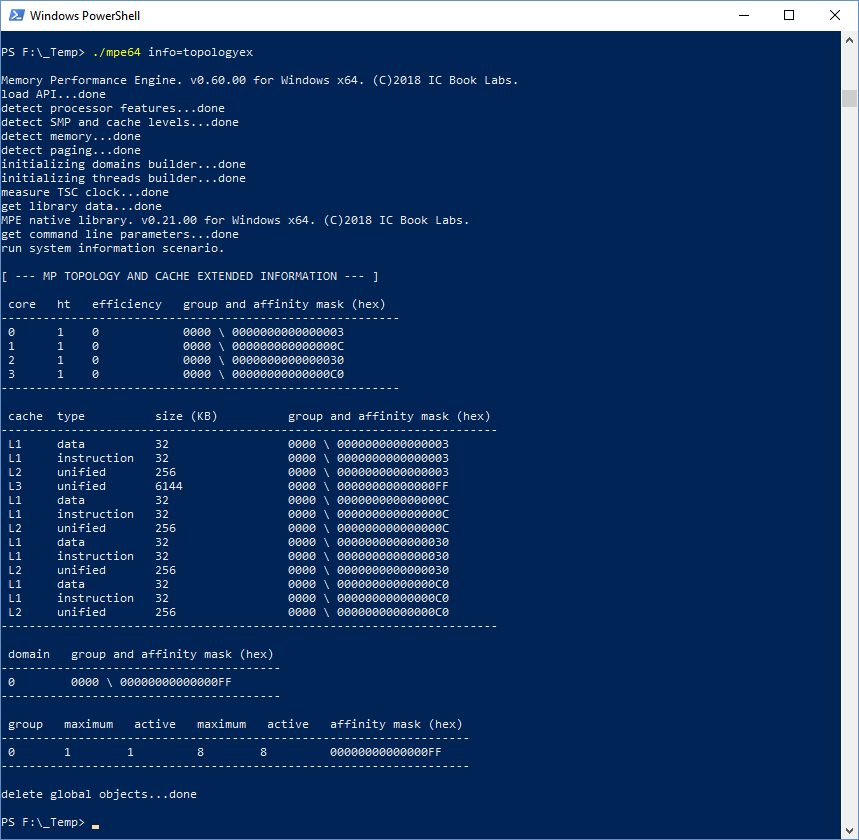 Windows PowerShell
PS F:\_Temp> ./mpe64 info=topologyex
Memory Performance Engine. v0.60.00 for Windows x64. (C)2018 IC Book Labs.
load API...done
detect processor features...done
detect SMP and cache levels...done
detect memory...done
detect paging...done
initializing domains builder...done
initializing threads builder...done
measure TSC clock...done
get library data...done
MPE native library. v0.21.00 for Windows x64. (C)2018 IC Book Labs.
get command line parameters...done
run system information scenario.
[ --- MP TOPOLOGY AND CACHE EXTENDED INFORMATION --- ]
core   ht   efficiency   group and affinity mask (hex)
---------------------------------------------------------
0      1    0            0000 \ 0000000000000003
1      1    0            0000 \ 000000000000000C
2      1    0            0000 \ 0000000000000030
3      1    0            0000 \ 00000000000000C0
---------------------------------------------------------
cache  type          size (KB)          group and affinity mask (hex)
-----------------------------------------------------------------------
L1     data          32                 0000 \ 0000000000000003
L1     instruction   32                 0000 \ 0000000000000003
L2     unified       256                0000 \ 0000000000000003
L3     unified       6144               0000 \ 00000000000000FF
L1     data          32                 0000 \ 000000000000000C
L1     instruction   32                 0000 \ 000000000000000C
L2     unified       256                0000 \ 000000000000000C
L1     data          32                 0000 \ 0000000000000030
L1     instruction   32                 0000 \ 0000000000000030
L2     unified       256                0000 \ 0000000000000030
L1     data          32                 0000 \ 00000000000000C0
L1     instruction   32                 0000 \ 00000000000000C0
L2     unified       256                0000 \ 00000000000000C0
-----------------------------------------------------------------------
domain   group and affinity mask (hex)
----------------------------------------
0        0000 \ 00000000000000FF
----------------------------------------
group   maximum   active   maximum   active   affinity mask (hex)
-------------------------------------------------------------------
0       1         1         8        8         00000000000000FF
-------------------------------------------------------------------
delete global objects...done
PS F:\_Temp>